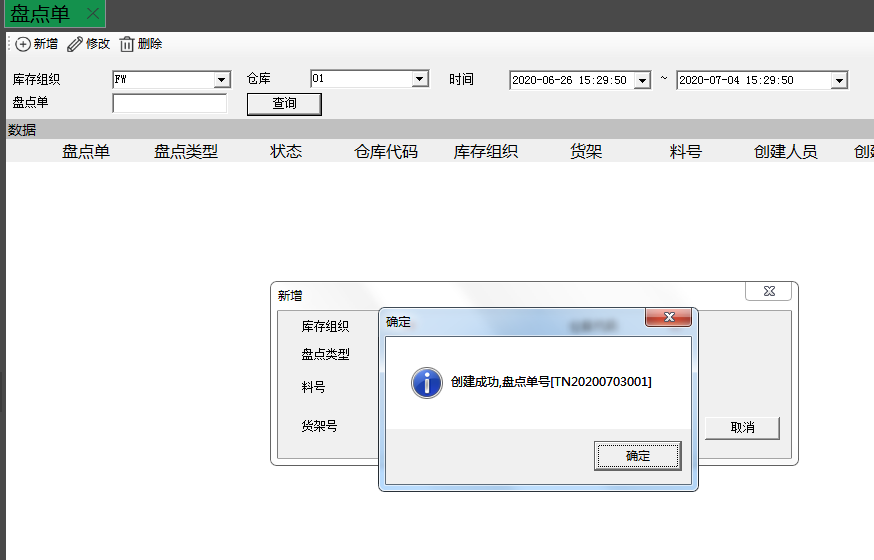 盘点单
新增 修改 删除
库存组织 FW 仓库 01 时间 2020-06-26 15:29:50 ~ 2020-07-04 15:29:50
盘点单 查询
数据
盘点单 盘点类型 状态 仓库代码 库存组织 货架 料号 创建人员 创
新增
库存组织
盘点类型
料号
货架号
取消
确定
创建成功,盘点单号[TN20200703001]
确定